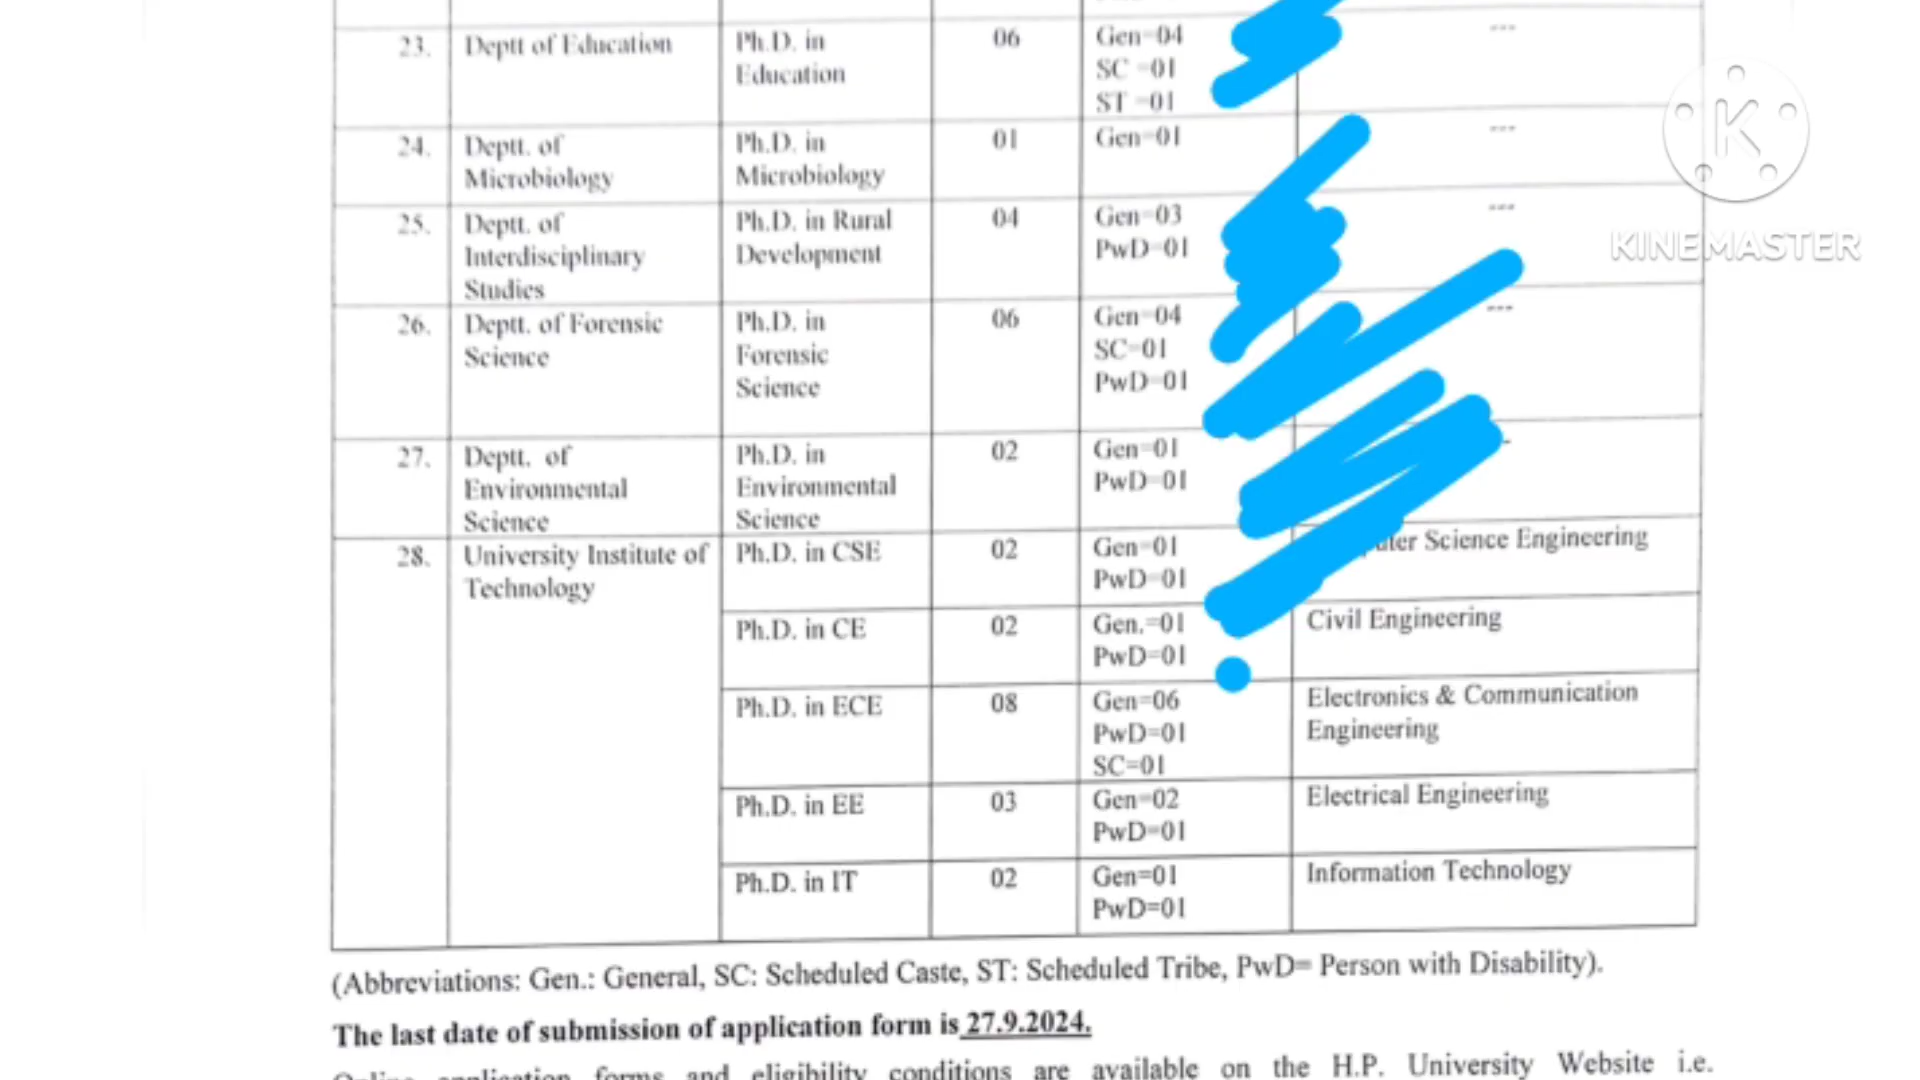 23. Deptt of Education Ph.D. in Education 06 Gen=04 SC =01 ST =01 ---
24. Deptt. of Microbiology Ph.D. in Microbiology 01 Gen=01 ---
25. Deptt. of Interdisciplinary Studies Ph.D. in Rural Development 04 Gen=03 PwD=01 ---
26. Deptt. of Forensic Science Ph.D. in Forensic Science 06 Gen=04 SC=01 PwD=01 ---
27. Deptt. of Environmental Science Ph.D. in Environmental Science 02 Gen=01 PwD=01
28. University Institute of Technology Ph.D. in CSE 02 Gen=01 PwD=01 Science Engineering
Ph.D. in CE 02 Gen.=01 PwD=01 Civil Engineering
Ph.D. in ECE 08 Gen=06 PwD=01 SC=01 Electronics & Communication Engineering
Ph.D. in EE 03 Gen=02 PwD=01 Electrical Engineering
Ph.D. in IT 02 Gen=01 PwD=01 Information Technology
(Abbreviations: Gen.: General, SC: Scheduled Caste, ST: Scheduled Tribe, PwD= Person with Disability).
The last date of submission of application form is 27.9.2024.
Online application forms and eligibility conditions are available on the H.P. University Website i.e.
K
KINEMASTER